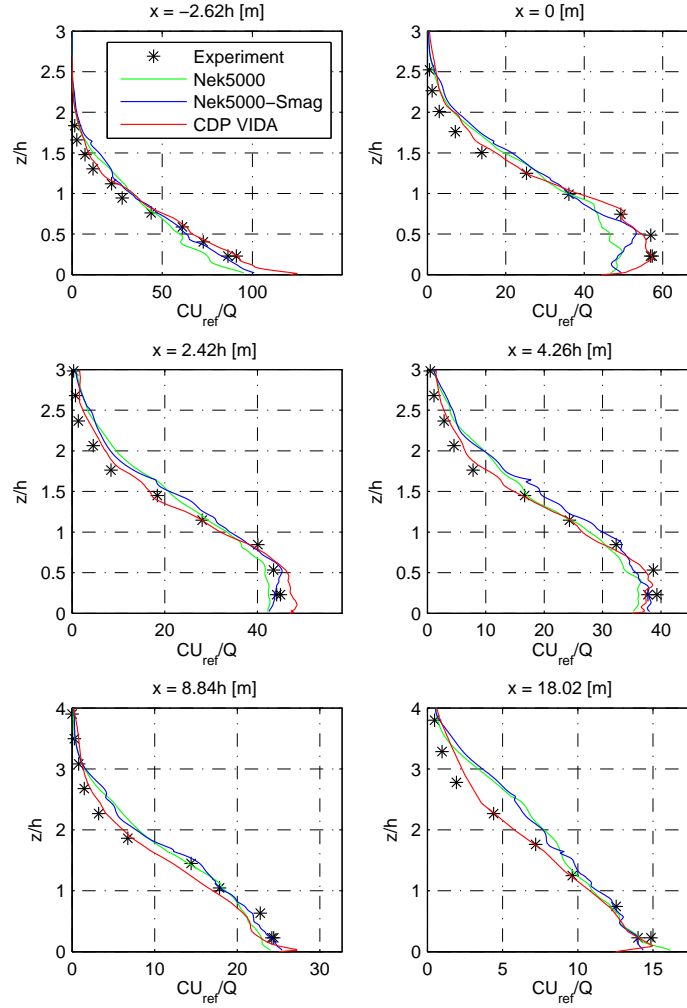 x = −2.62h [m]
3
2.5
2
1.5
1
0.5
0
z/h
0 50 100
CU_ref/Q
Experiment
Nek5000
Nek5000−Smag
CDP VIDA
x = 0 [m]
3
2.5
2
1.5
1
0.5
0
z/h
0 20 40 60
CU_ref/Q
x = 2.42h [m]
3
2.5
2
1.5
1
0.5
0
z/h
0 20 40
CU_ref/Q
x = 4.26h [m]
3
2.5
2
1.5
1
0.5
0
z/h
0 10 20 30 40
CU_ref/Q
x = 8.84h [m]
4
3
2
1
0
z/h
0 10 20 30
CU_ref/Q
x = 18.02 [m]
4
3
2
1
0
z/h
0 5 10 15
CU_ref/Q